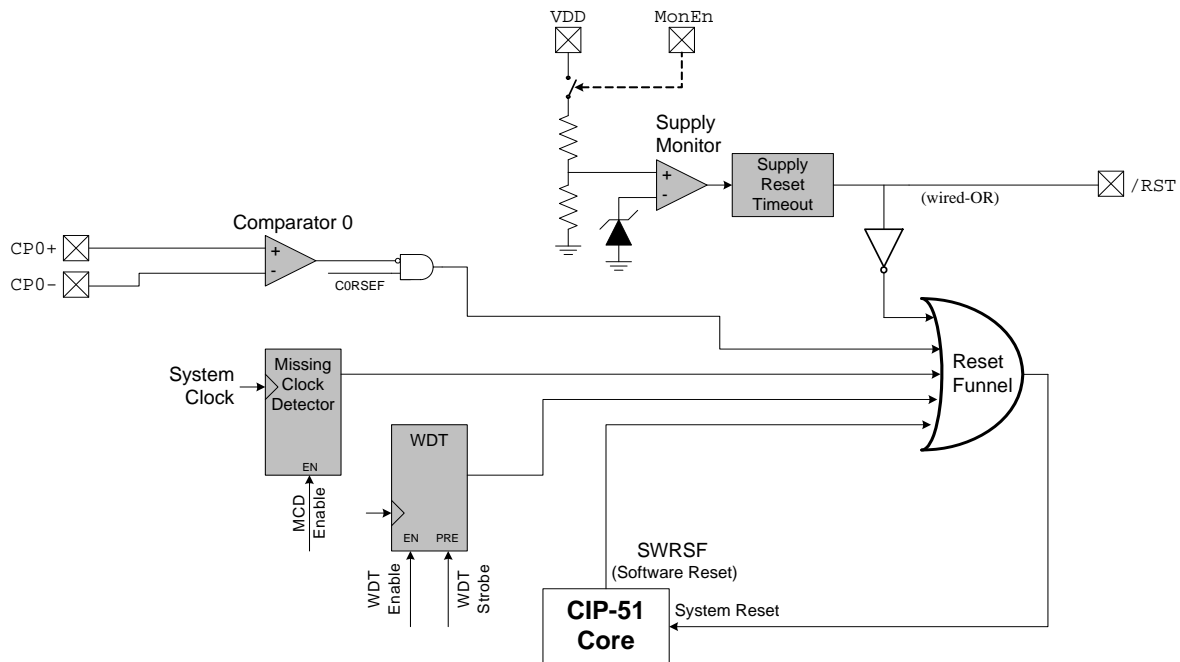 VDD
MonEn
Supply
Monitor
+
-
Supply
Reset
Timeout
(wired-OR)
/RST
Comparator 0
CP0+
CP0-
+
-
C0RSEF
System
Clock
Missing
Clock
Detector
EN
MCD
Enable
WDT
EN
PRE
WDT
Enable
WDT
Strobe
Reset
Funnel
SWRSF
(Software Reset)
CIP-51
Core
System Reset